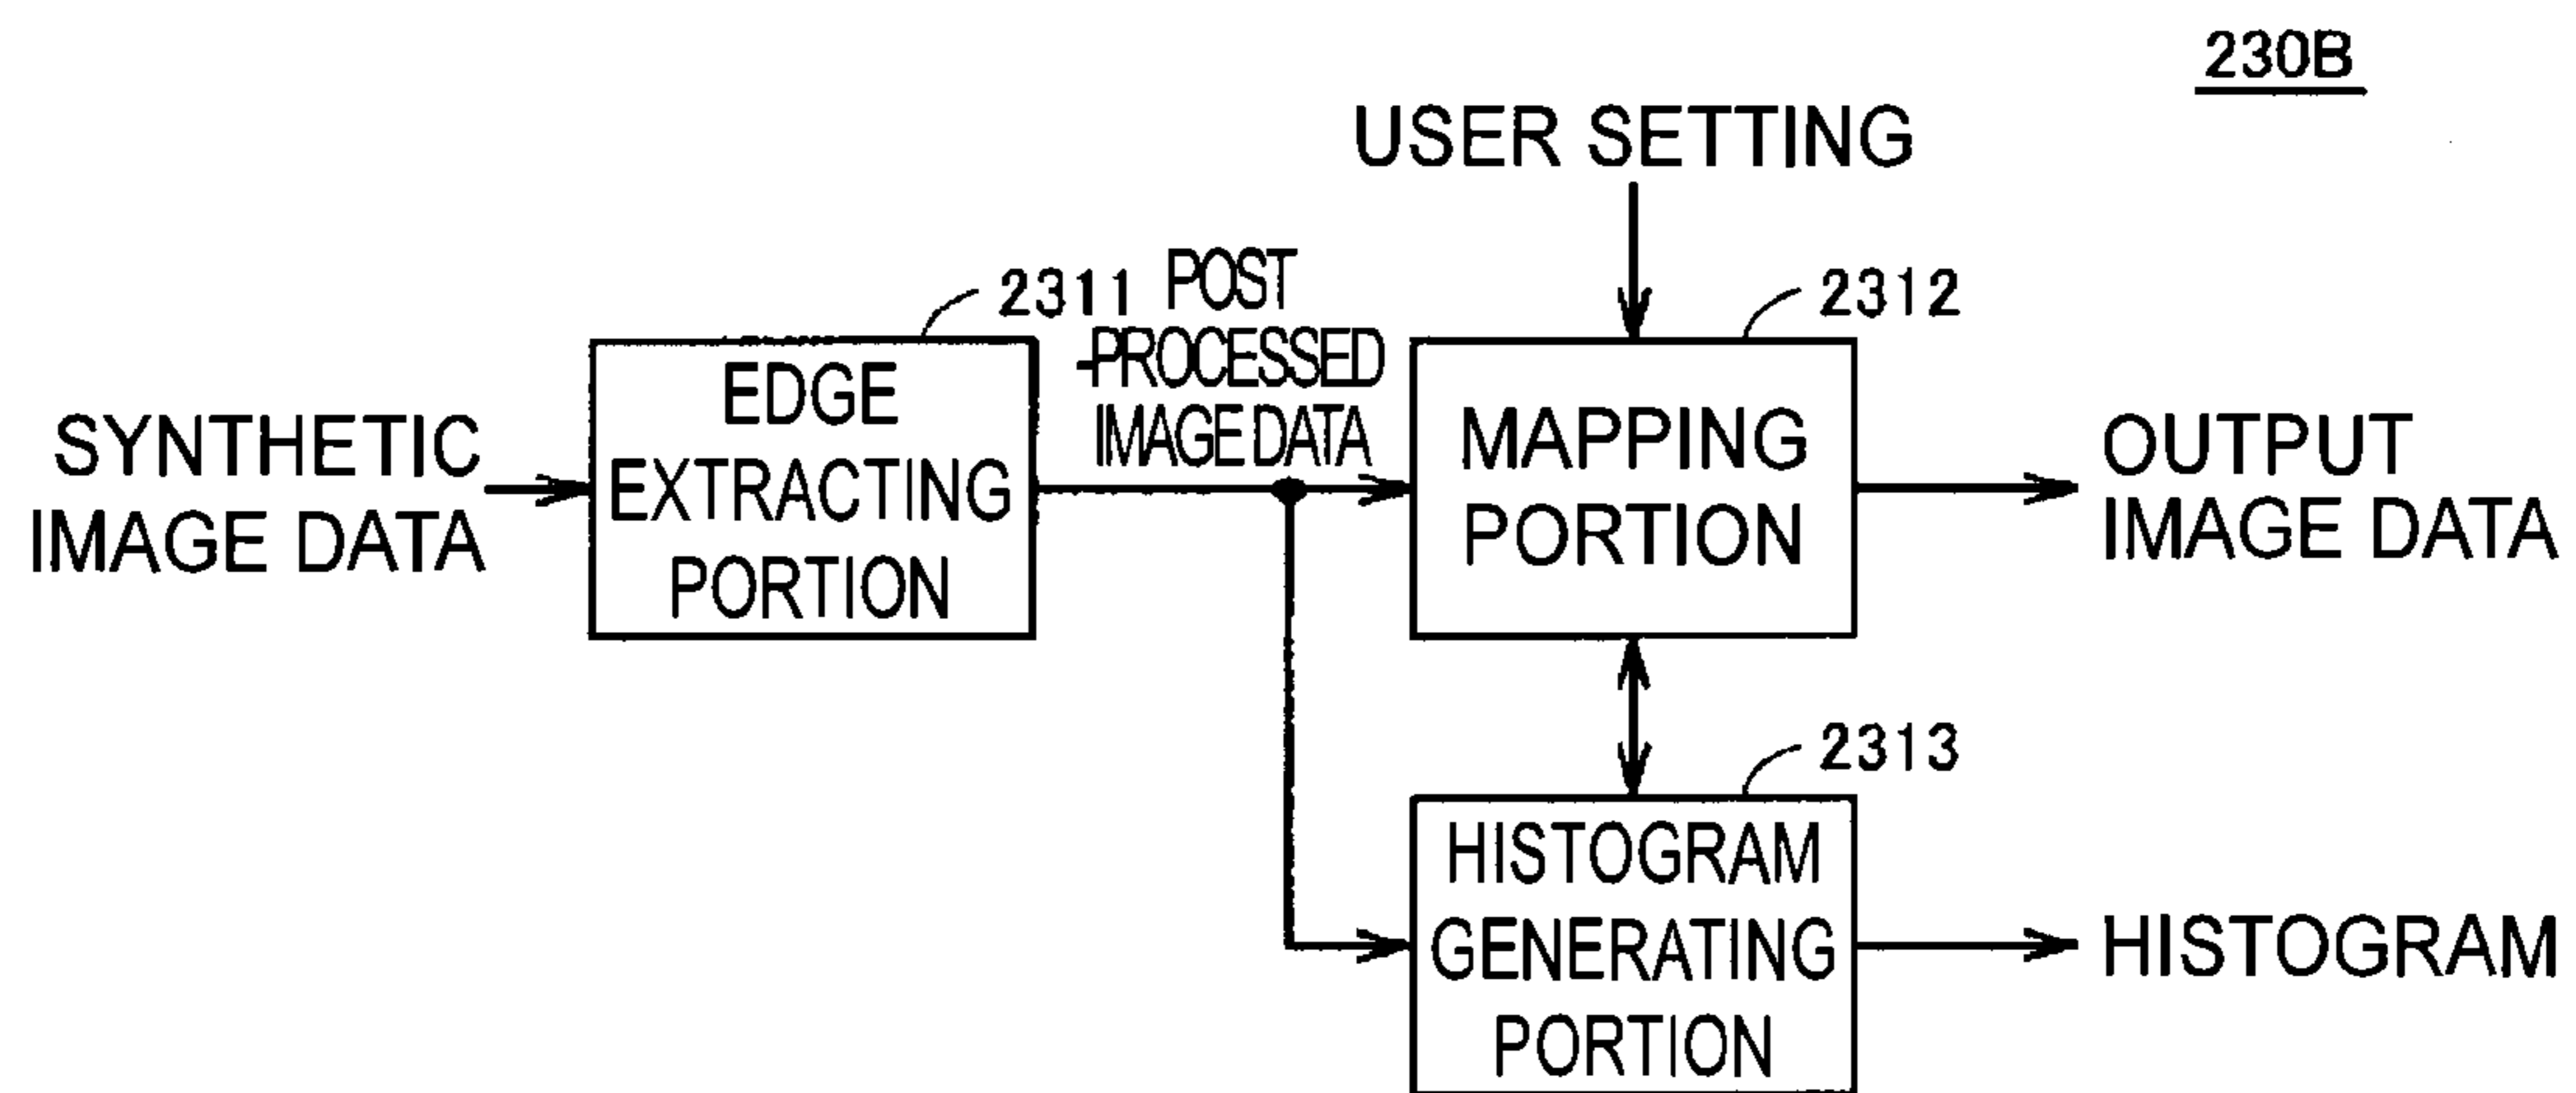 230B
USER SETTING
2311
POST
-PROCESSED
IMAGE DATA
2312
SYNTHETIC
IMAGE DATA
EDGE
EXTRACTING
PORTION
MAPPING
PORTION
OUTPUT
IMAGE DATA
2313
HISTOGRAM
GENERATING
PORTION
HISTOGRAM